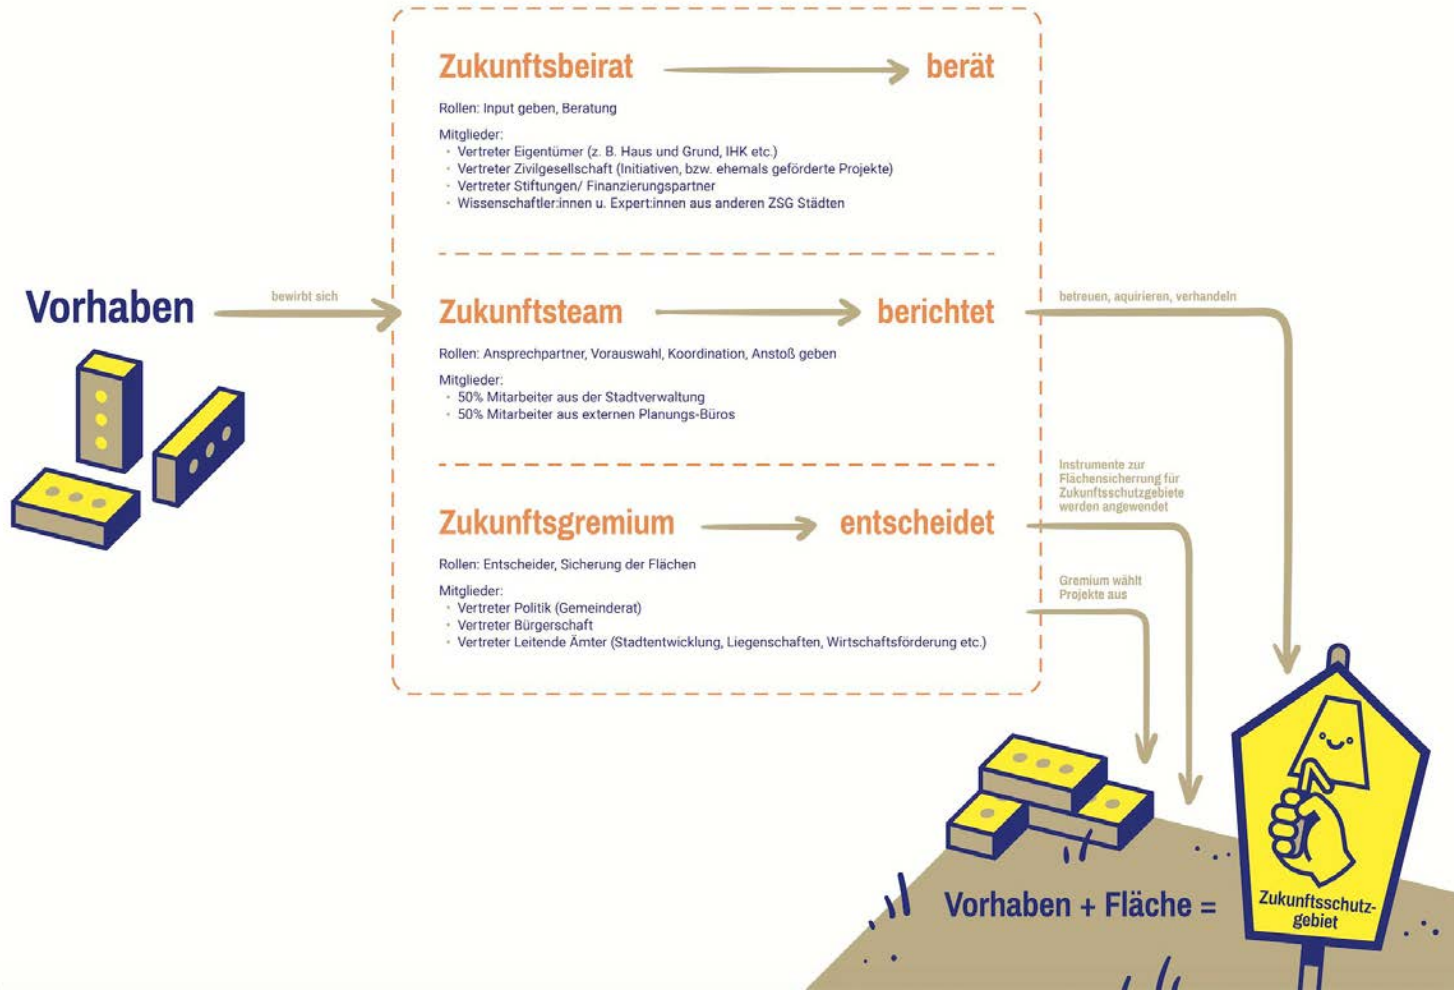 Zukunftsbeirat
berät
Rollen: Input geben, Beratung
Mitglieder:
· Vertreter Eigentümer (z. B. Haus und Grund, IHK etc.)
· Vertreter Zivilgesellschaft (Initiativen, bzw. ehemals geförderte Projekte)
· Vertreter Stiftungen/ Finanzierungspartner
· Wissenschaftler:innen u. Expert:innen aus anderen ZSG Städten
Vorhaben
bewirbt sich
Zukunftsteam
berichtet
betreuen, aquirieren, verhandeln
Rollen: Ansprechpartner, Vorauswahl, Koordination, Anstoß geben
Mitglieder:
· 50% Mitarbeiter aus der Stadtverwaltung
· 50% Mitarbeiter aus externen Planungs-Büros
Instrumente zur
Flächensicherrung für
Zukunftsschutzgebiete
werden angewendet
Zukunftsgremium
entscheidet
Rollen: Entscheider, Sicherung der Flächen
Mitglieder:
· Vertreter Politik (Gemeinderat)
· Vertreter Bürgerschaft
· Vertreter Leitende Ämter (Stadtentwicklung, Liegenschaften, Wirtschaftsförderung etc.)
Gremium wählt
Projekte aus
Vorhaben + Fläche =
Zukunftsschutz-
gebiet